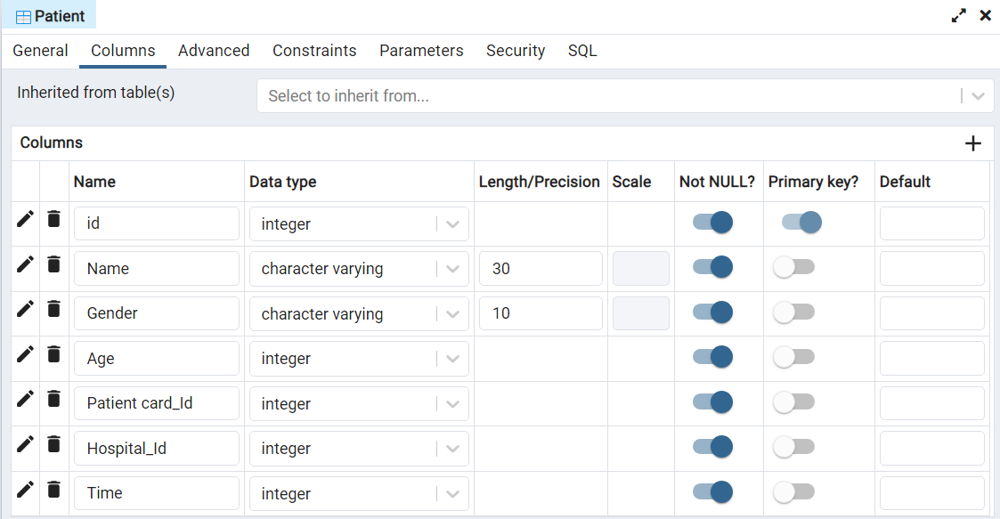 Patient
General Columns Advanced Constraints Parameters Security SQL
Inherited from table(s) Select to inherit from...
Columns
Name Data type Length/Precision Scale Not NULL? Primary key? Default
id integer
Name character varying 30
Gender character varying 10
Age integer
Patient card_Id integer
Hospital_Id integer
Time integer